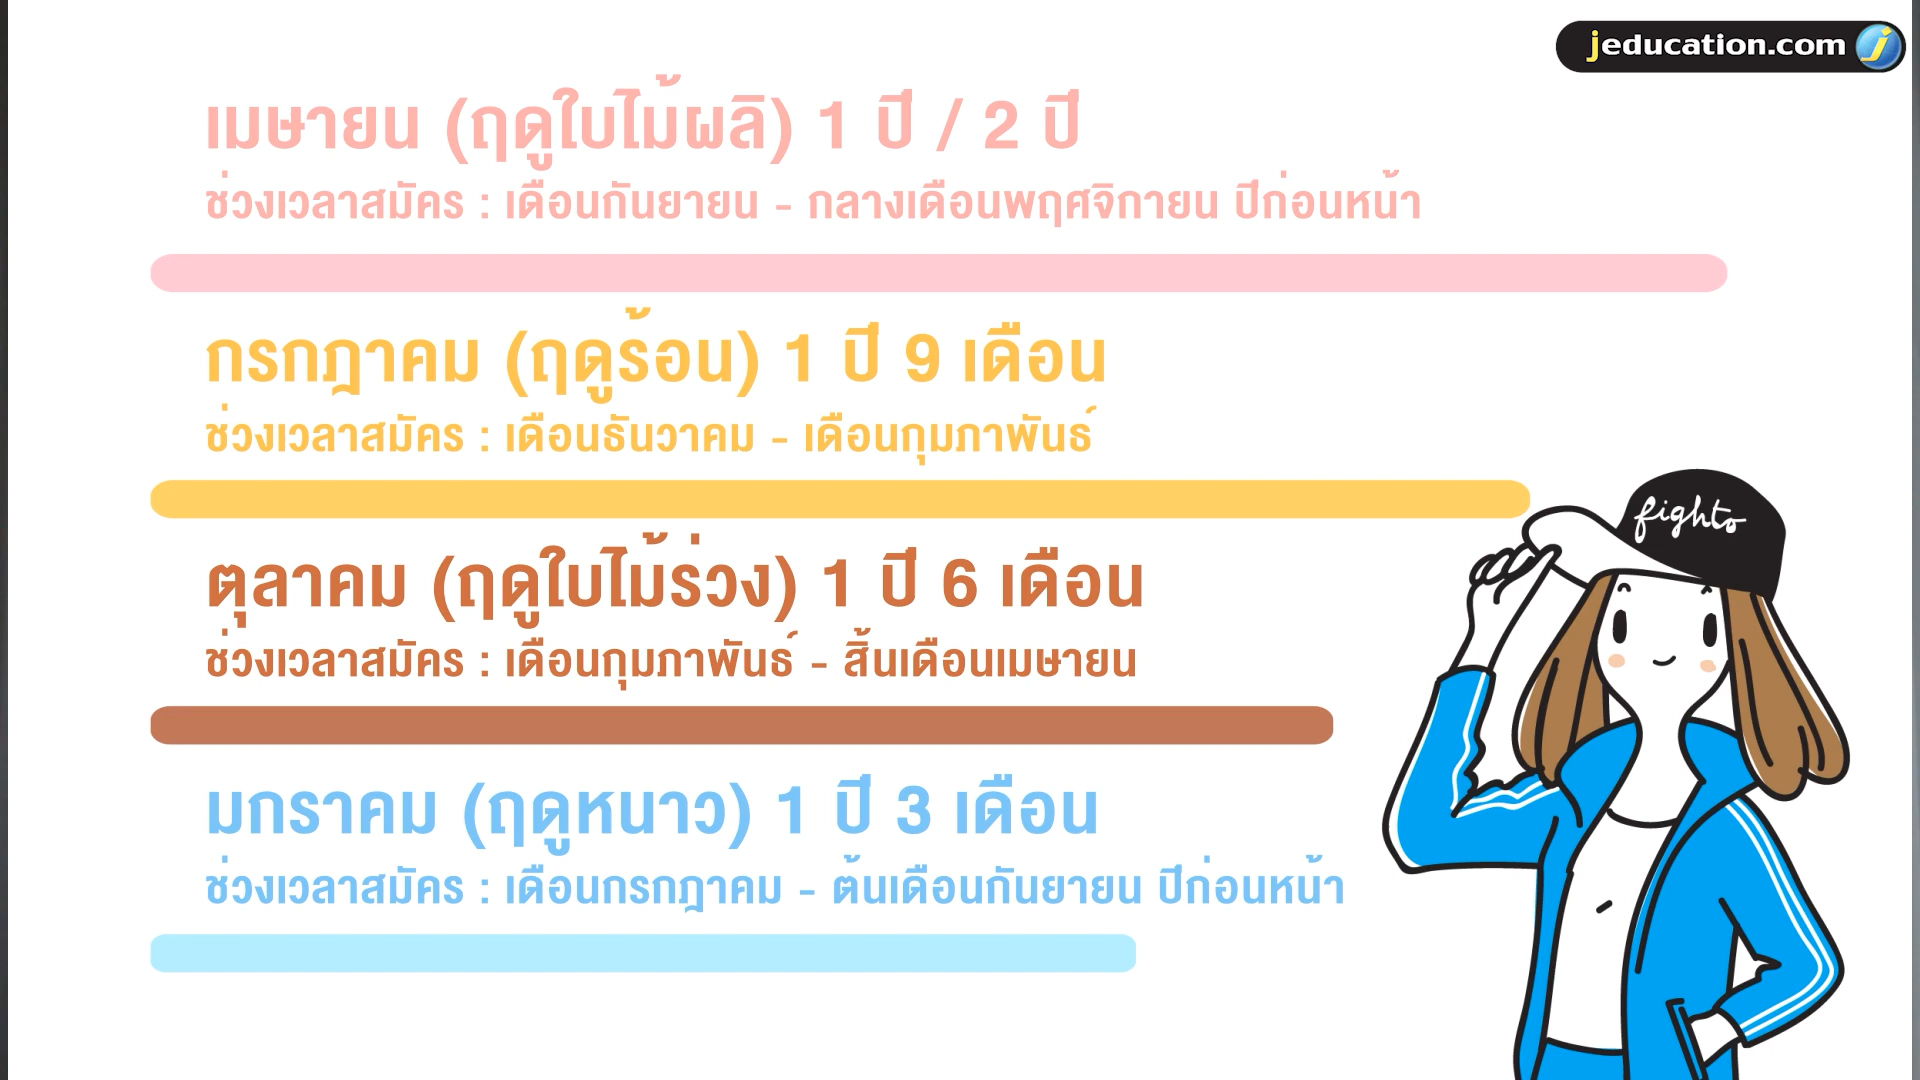 jeducation.com j
เมษายน (ฤดูใบไม้ผลิ) 1 ปี / 2 ปี
ช่วงเวลาสมัคร : เดือนกันยายน - กลางเดือนพฤศจิกายน ปีก่อนหน้า
กรกฎาคม (ฤดูร้อน) 1 ปี 9 เดือน
ช่วงเวลาสมัคร : เดือนธันวาคม - เดือนกุมภาพันธ์
fighto
ตุลาคม (ฤดูใบไม้ร่วง) 1 ปี 6 เดือน
ช่วงเวลาสมัคร : เดือนกุมภาพันธ์ - สิ้นเดือนเมษายน
มกราคม (ฤดูหนาว) 1 ปี 3 เดือน
ช่วงเวลาสมัคร : เดือนกรกฎาคม - ต้นเดือนกันยายน ปีก่อนหน้า